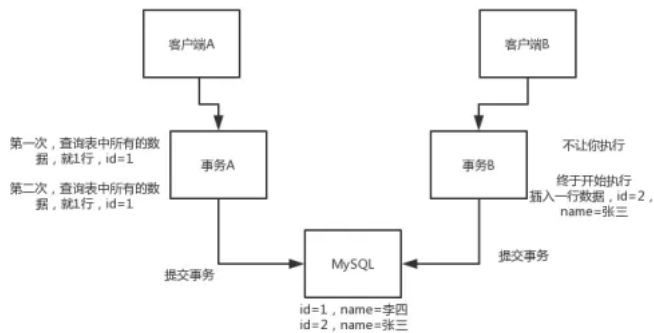 客户端A
客户端B
第一次，查询表中所有的数
据，就1行，id=1
事务A
事务B
不让你执行
第二次，查询表中所有的数
据，就1行，id=1
终于开始执行
插入一行数据，id=2，
name=张三
提交事务
MySQL
提交事务
id=1，name=李四
id=2，name=张三